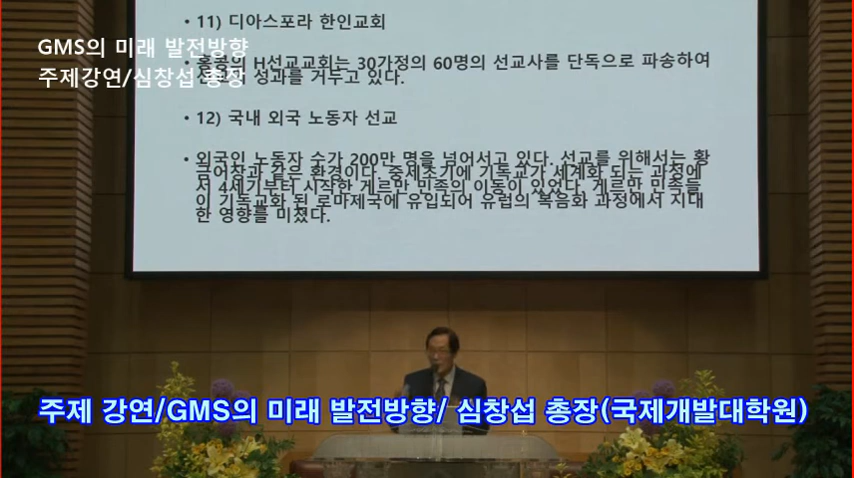 GMS의 미래 발전방향
주제강연/심창섭 총장
• 11) 디아스포라 한인교회
• 홍콩의 H선교교회는 30가정의 60명의 선교사를 단독으로 파송하여
성과를 거두고 있다.
• 12) 국내 외국 노동자 선교
• 외국인 노동자 수가 200만 명을 넘어서고 있다. 선교를 위해서는 황
금어장과 같은 환경이다. 중세초기에 기독교가 세계화 되는 과정에
서 4세기부터 시작한 게르만 민족의 이동이 있었다. 게르만 민족들
이 기독교화 된 로마제국에 유입되어 유럽의 복음화 과정에서 지대
한 영향를 미쳤다.
주제 강연/GMS의 미래 발전방향/ 심창섭 총장(국제개발대학원)